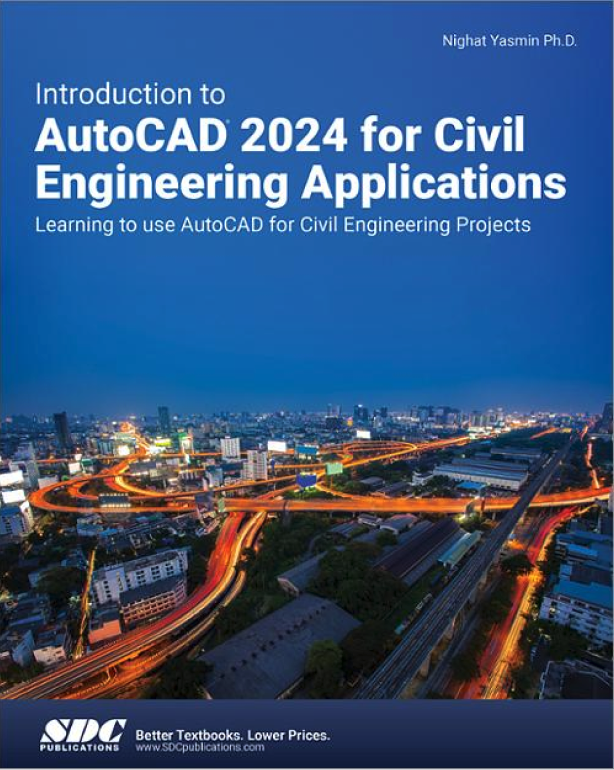 Nighat Yasmin Ph.D.
Introduction to
AutoCAD® 2024 for Civil
Engineering Applications
Learning to use AutoCAD for Civil Engineering Projects
SDC
PUBLICATIONS
Better Textbooks. Lower Prices.
www.SDCpublications.com